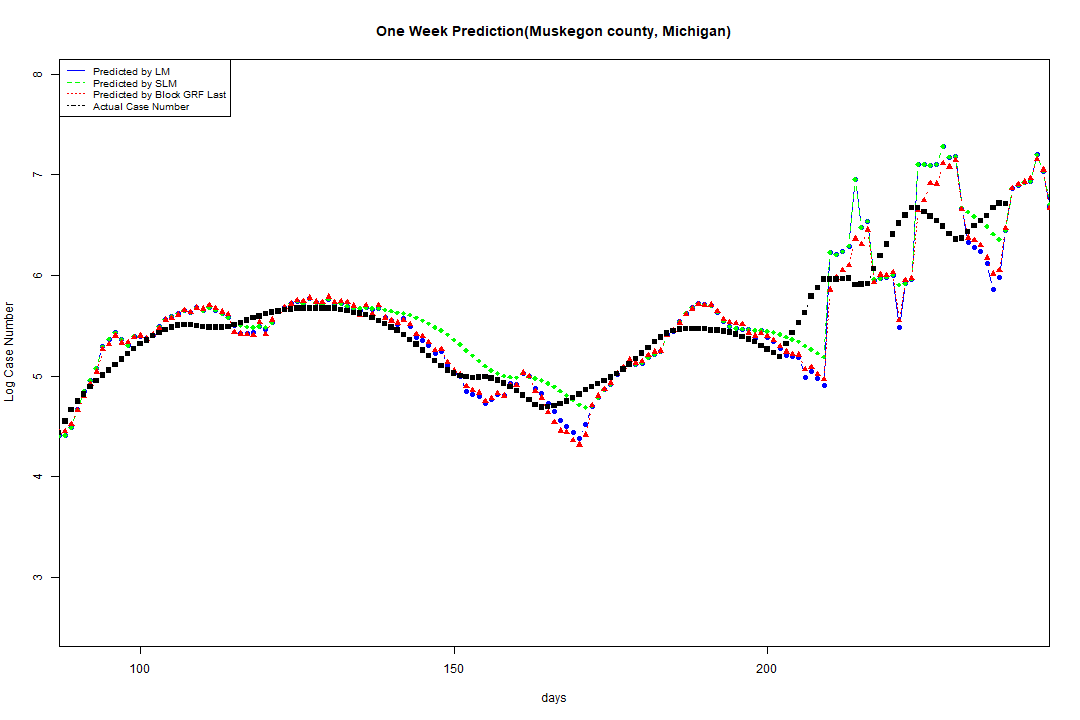 One Week Prediction(Muskegon county, Michigan)
8
Predicted by LM
Predicted by SLM
Predicted by Block GRF Last
Actual Case Number
7
6
5
4
3
Log Case Number
100
150
200
days